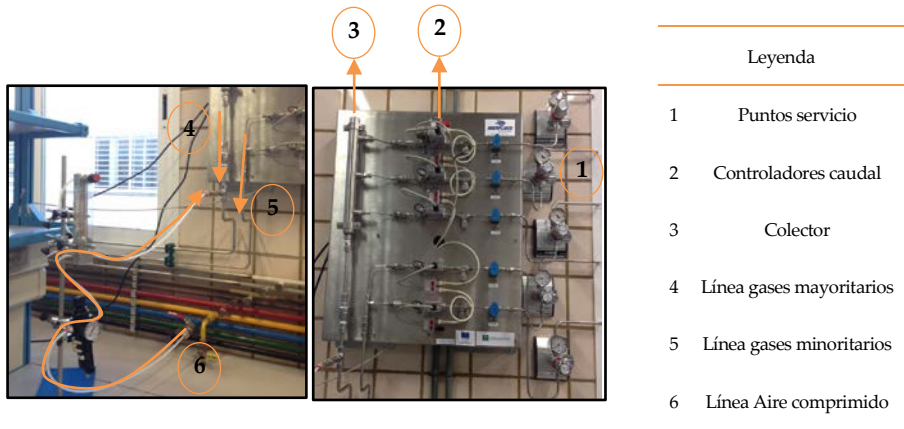 3
2
4
5
6
1
Leyenda
1 Puntos servicio
2 Controladores caudal
3 Colector
4 Línea gases mayoritarios
5 Línea gases minoritarios
6 Línea Aire comprimido